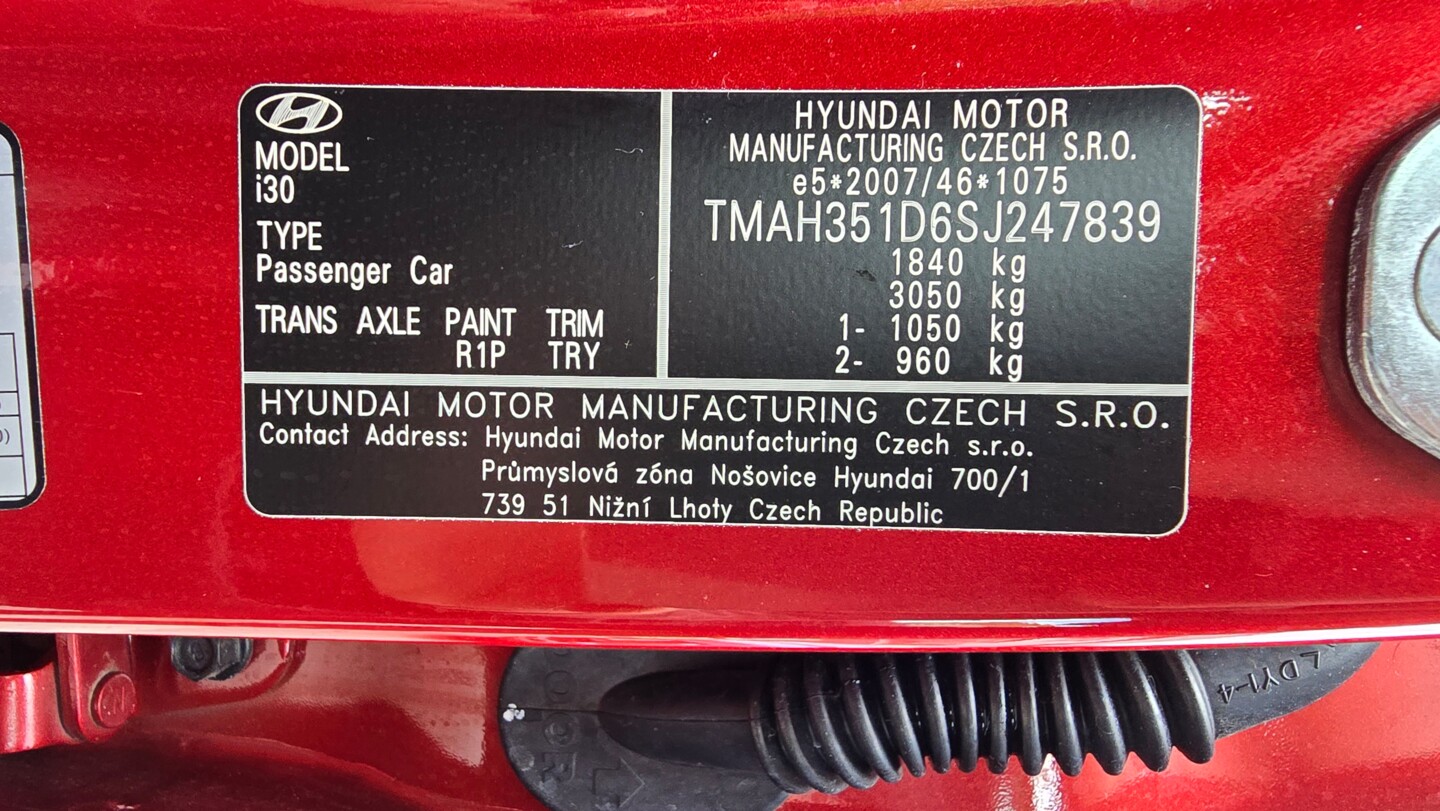 MODEL
i30
TYPE
Passenger Car
TRANS AXLE PAINT TRIM
R1P TRY
HYUNDAI MOTOR
MANUFACTURING CZECH S.R.O.
e5*2007/46*1075
TMAH351D6SJ247839
1840 kg
3050 kg
1- 1050 kg
2- 960 kg
HYUNDAI MOTOR MANUFACTURING CZECH S.R.O.
Contact Address: Hyundai Motor Manufacturing Czech s.r.o.
Průmyslová zóna Nošovice Hyundai 700/1
739 51 Nižní Lhoty Czech Republic